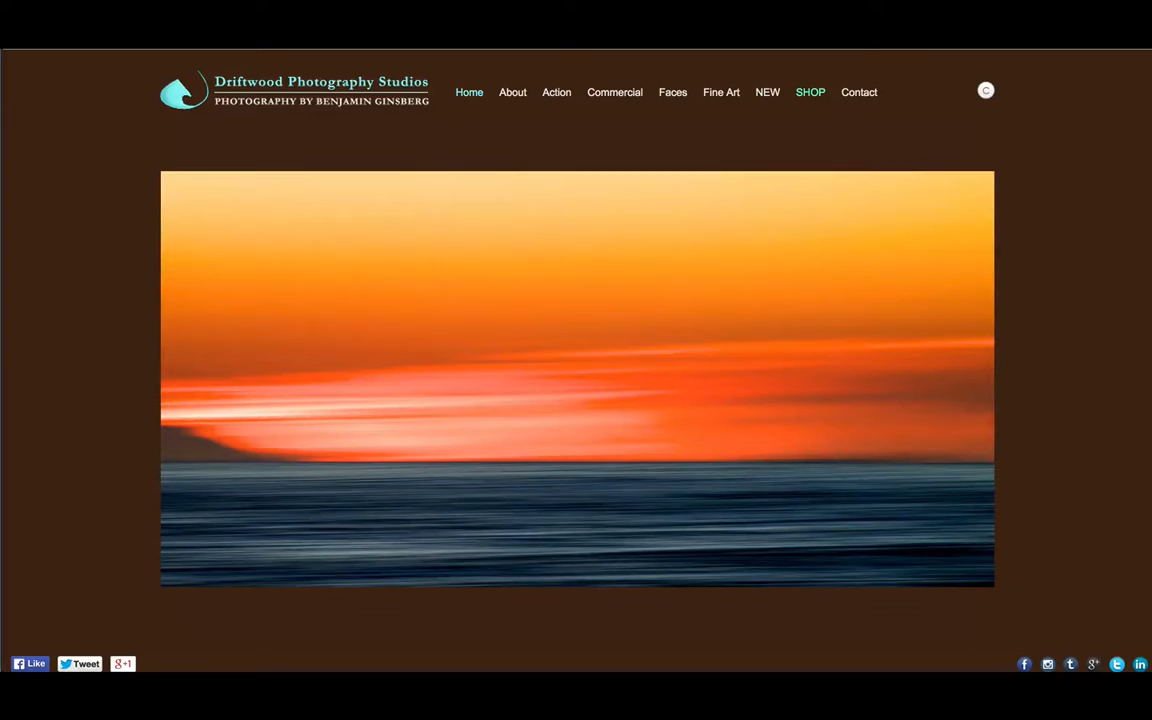 Driftwood Photography Studios
PHOTOGRAPHY BY BENJAMIN GINSBERG
Home About Action Commercial Faces Fine Art NEW SHOP Contact
C
f Like Tweet g+1
f t g+ t in